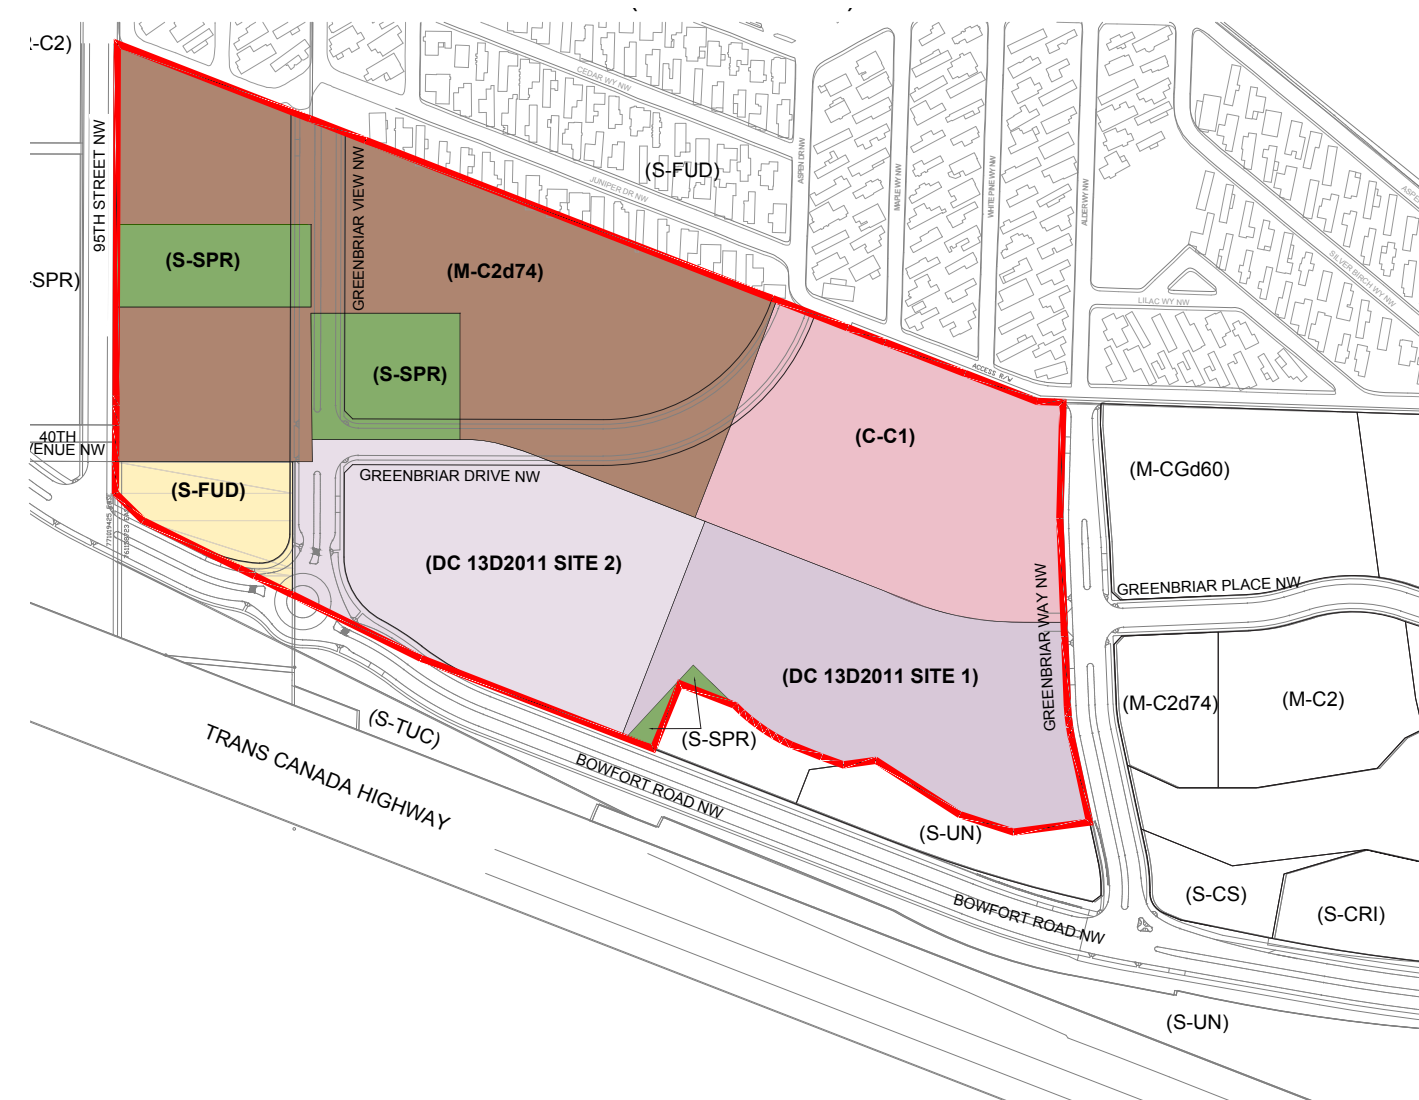 -C2)
CEDAR WY NW
95TH STREET NW
GREENBRIAR VIEW NW
JUNIPER DR NW
(S-FUD)
ASPEN DR NW
MAPLE WY NW
WHITE PINE WY NW
ALDER WY NW
SILVER BIRCH WY NW
LILAC WY NW
(S-SPR)
(M-C2d74)
-SPR)
(S-SPR)
ACCESS R/W
(C-C1)
40TH
ENUE NW
(M-CGd60)
GREENBRIAR DRIVE NW
(S-FUD)
(DC 13D2011 SITE 2)
GREENBRIAR WAY NW
GREENBRIAR PLACE NW
(DC 13D2011 SITE 1)
(M-C2d74)
(M-C2)
(S-TUC)
(S-SPR)
TRANS CANADA HIGHWAY
BOWFORT ROAD NW
(S-UN)
(S-CS)
(S-CRI)
BOWFORT ROAD NW
(S-UN)